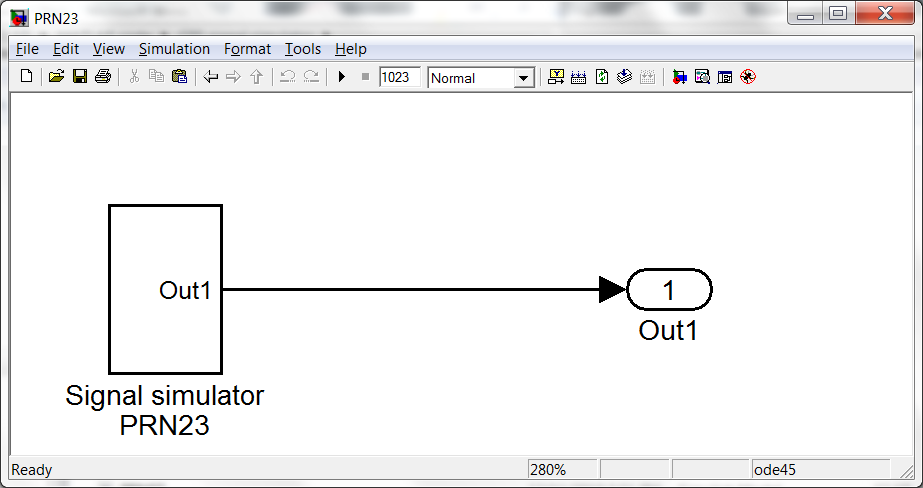 PRN23
File Edit View Simulation Format Tools Help
1023 Normal
Out1
1
Out1
Signal simulator
PRN23
Ready 280% ode45